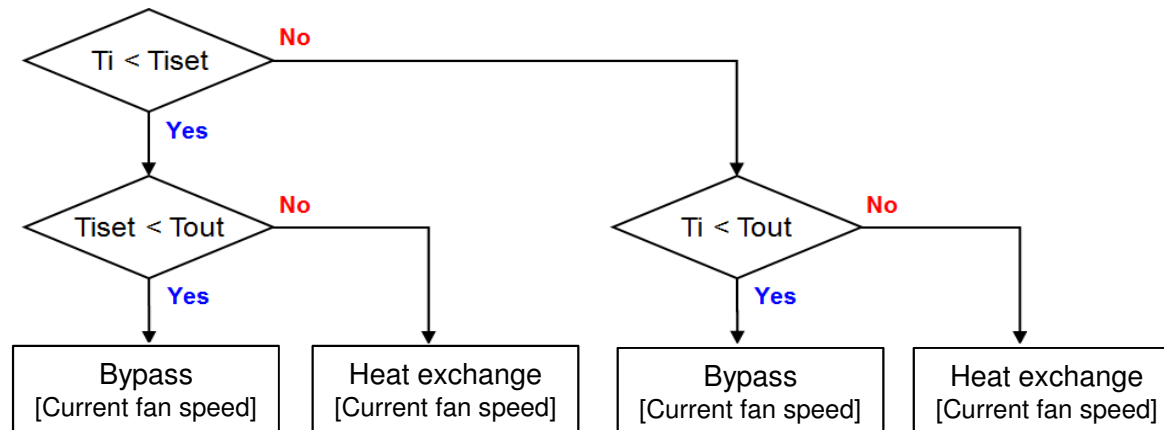 Ti < Tiset
No
Yes
Tiset < Tout
No
Ti < Tout
No
Yes
Yes
Bypass
[Current fan speed]
Heat exchange
[Current fan speed]
Bypass
[Current fan speed]
Heat exchange
[Current fan speed]